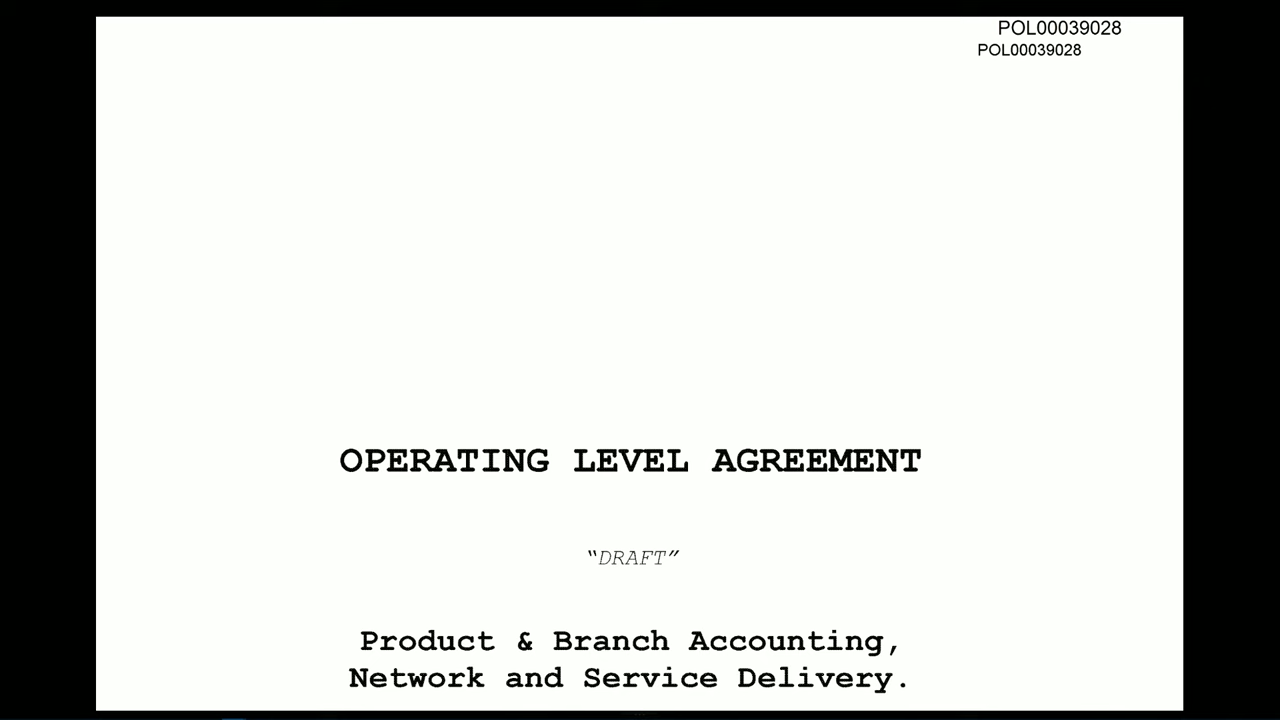 POL00039028
POL00039028
OPERATING LEVEL AGREEMENT
“DRAFT”
Product & Branch Accounting,
Network and Service Delivery.